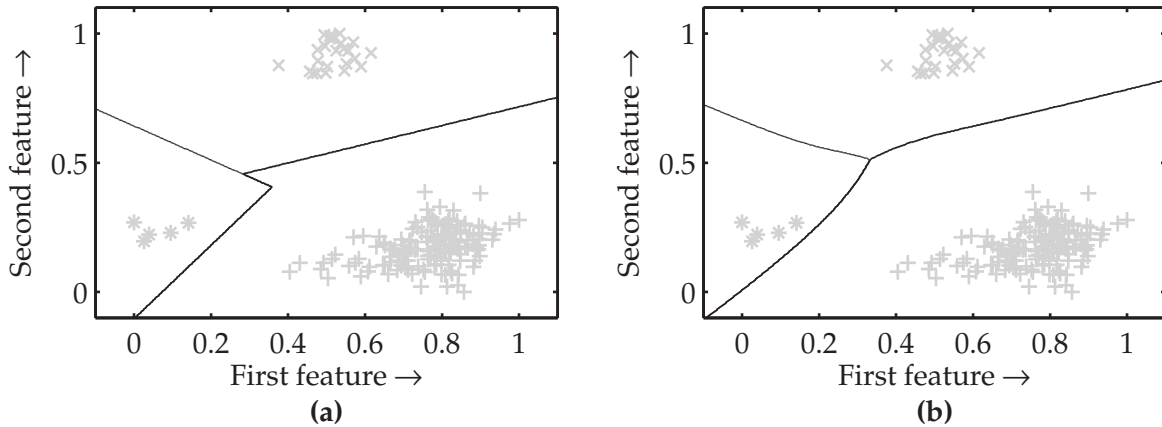 Second feature →
1
0.5
0
0 0.2 0.4 0.6 0.8 1
First feature →
(a)
Second feature →
1
0.5
0
0 0.2 0.4 0.6 0.8 1
First feature →
(b)